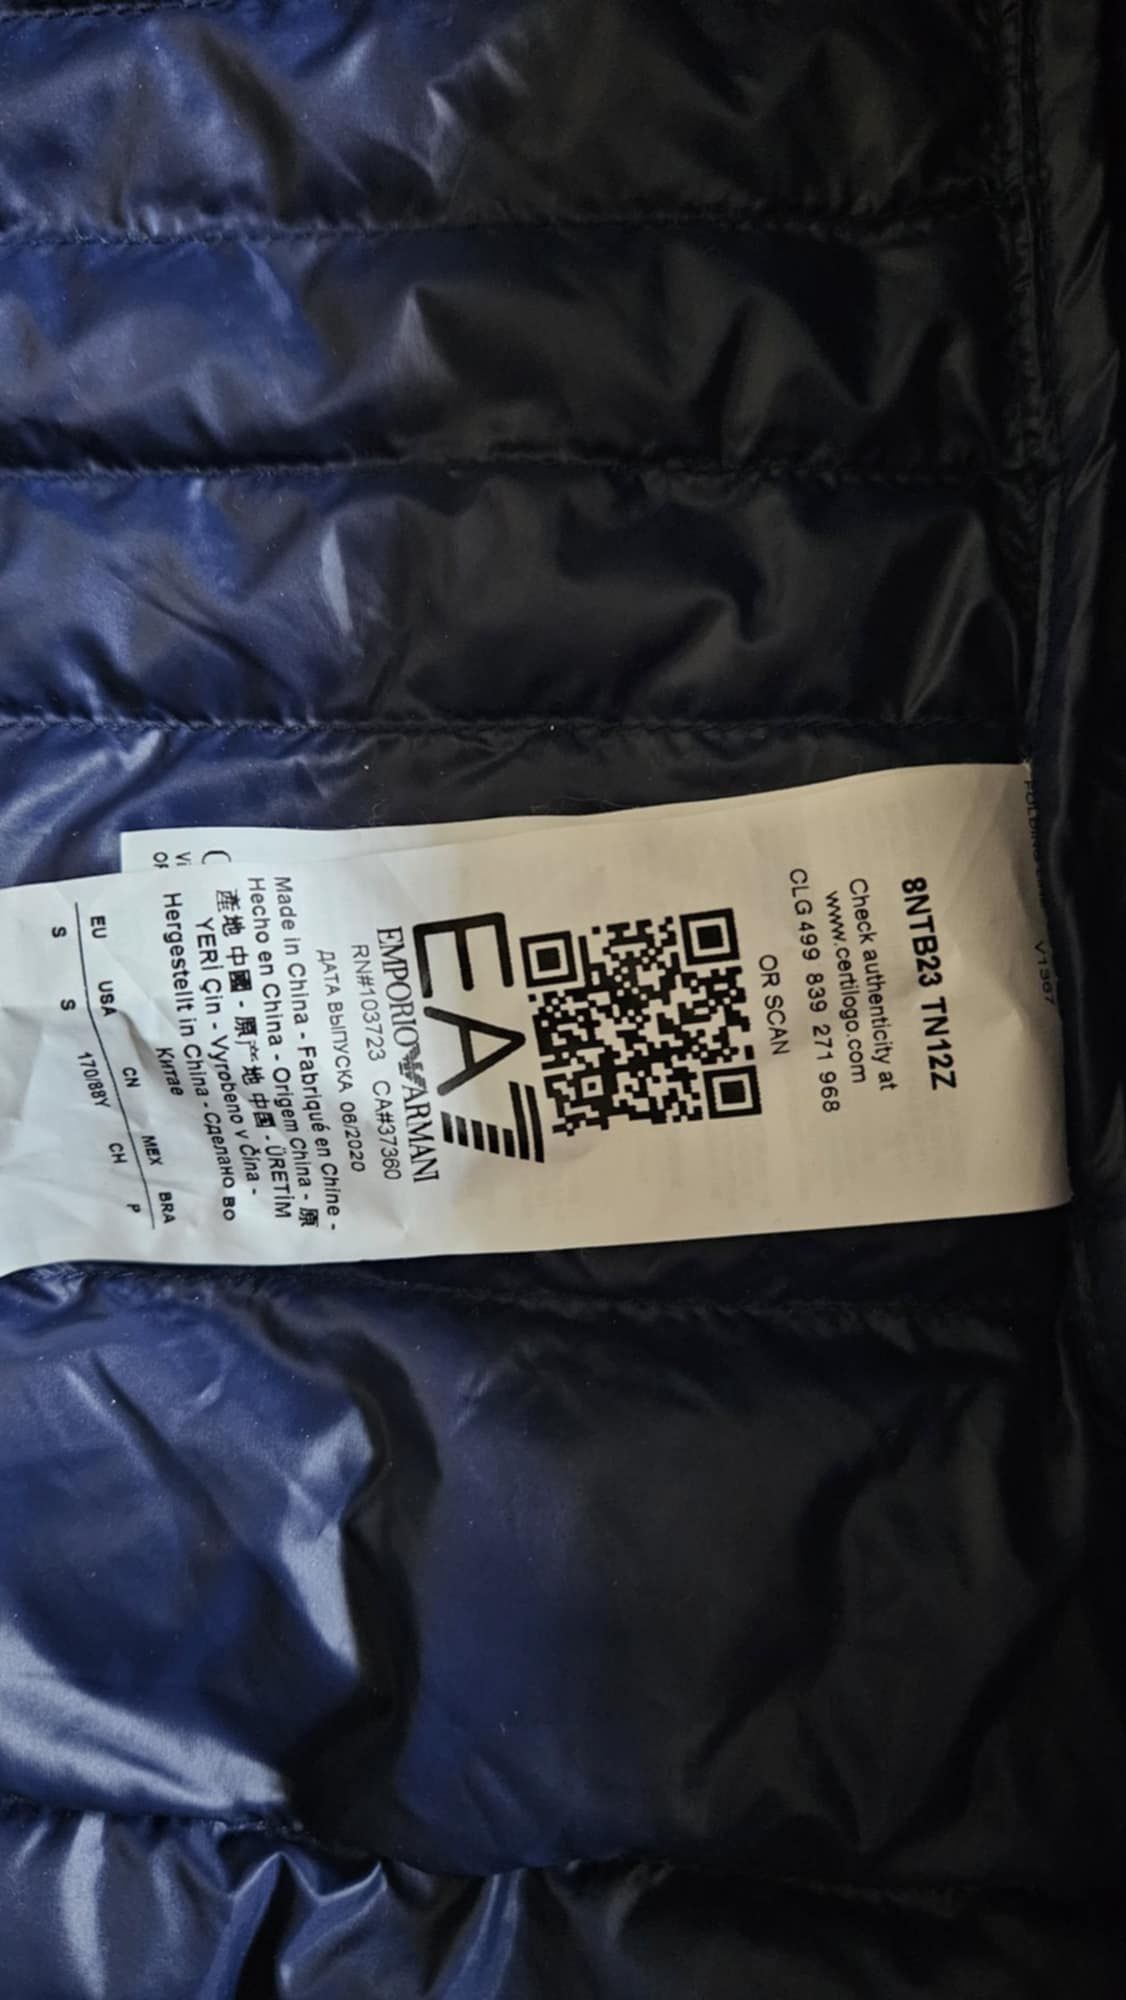 8NTB23 TN12Z
Check authenticity at
www.certilogo.com
CLG 499 839 271 968
OR SCAN
EA7
EMPORIO ARMANI
RN#103723 CA#37360
ДАТА ВЫПУСКА 06/2020
Made in China - Fabriqué en Chine -
Hecho en China - Origem China - 原
產地 中國 - 原产地 中国 - ÜRETİM
YERİ Çin - Vyrobeno v Čína -
Hergestellt in China - Сделано во
Китае
EU USA CN MEX BRA
S S 170/88Y CH P
V1367